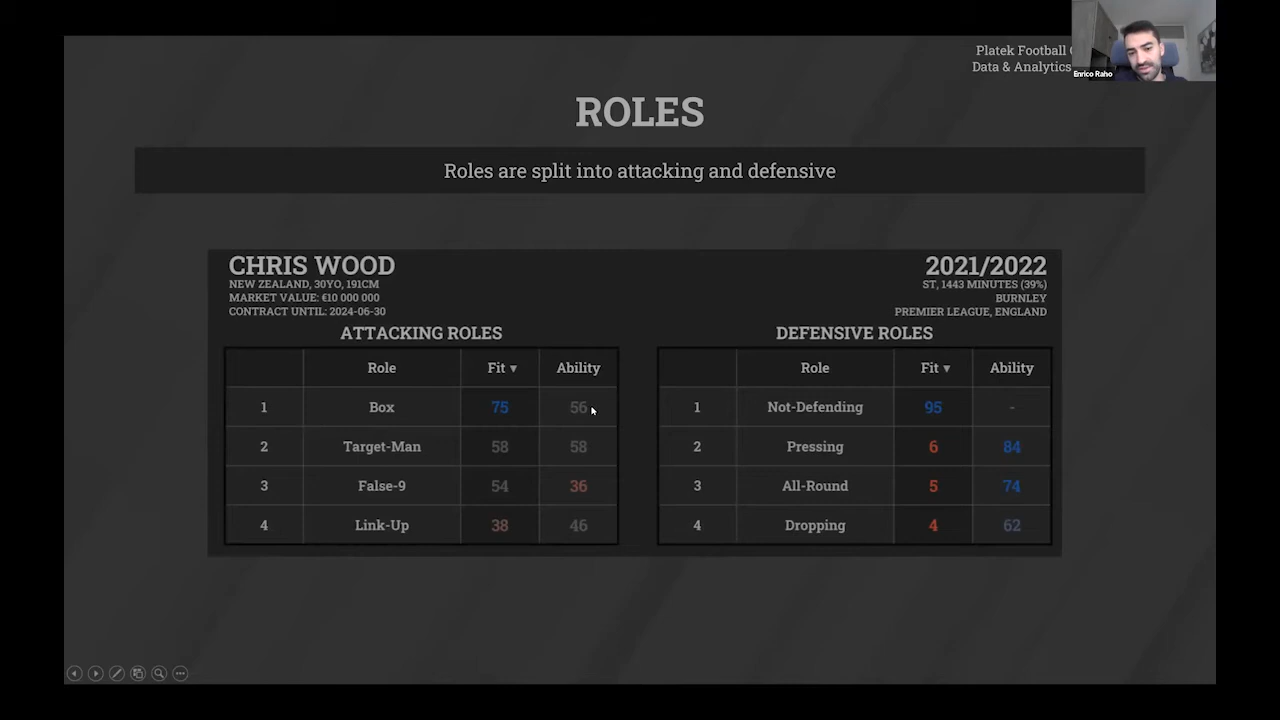 Platek Football
Data & Analytics
Enrico Raho
ROLES
Roles are split into attacking and defensive
CHRIS WOOD
NEW ZEALAND, 30YO, 191CM
MARKET VALUE: €10 000 000
CONTRACT UNTIL: 2024-06-30
2021/2022
ST, 1443 MINUTES (39%)
BURNLEY
PREMIER LEAGUE, ENGLAND
ATTACKING ROLES
Role Fit ▼ Ability
1 Box 75 56
2 Target-Man 58 58
3 False-9 54 36
4 Link-Up 38 46
DEFENSIVE ROLES
Role Fit ▼ Ability
1 Not-Defending 95 -
2 Pressing 6 84
3 All-Round 5 74
4 Dropping 4 62